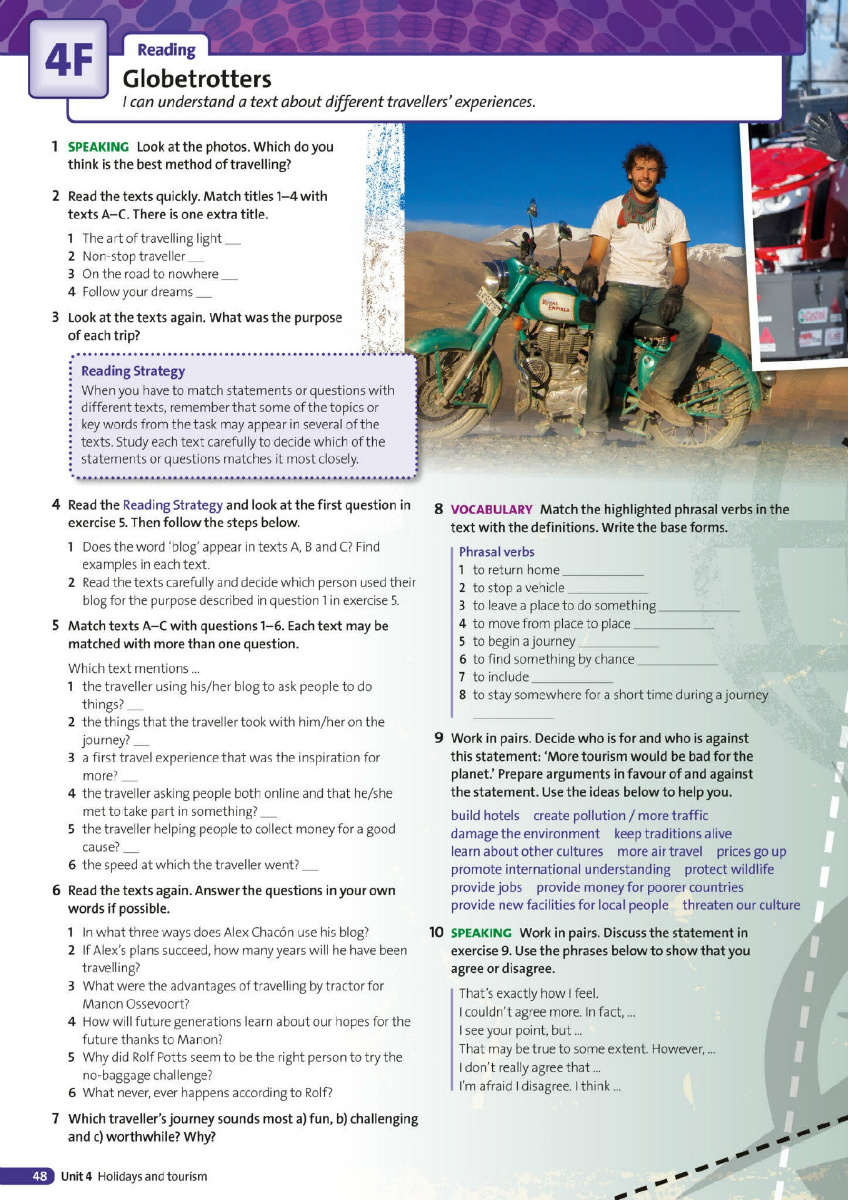 4F
Reading
Globetrotters
I can understand a text about different travellers' experiences.
1 SPEAKING Look at the photos. Which do you
think is the best method of travelling?
2 Read the texts quickly. Match titles 1–4 with
texts A–C. There is one extra title.
1 The art of travelling light ___
2 Non-stop traveller ___
3 On the road to nowhere ___
4 Follow your dreams ___
3 Look at the texts again. What was the purpose
of each trip?
Reading Strategy
When you have to match statements or questions with
different texts, remember that some of the topics or
key words from the task may appear in several of the
texts. Study each text carefully to decide which of the
statements or questions matches it most closely.
4 Read the Reading Strategy and look at the first question in
exercise 5. Then follow the steps below.
1 Does the word 'blog' appear in texts A, B and C? Find
examples in each text.
2 Read the texts carefully and decide which person used their
blog for the purpose described in question 1 in exercise 5.
5 Match texts A–C with questions 1–6. Each text may be
matched with more than one question.
Which text mentions ...
1 the traveller using his/her blog to ask people to do
things? ___
2 the things that the traveller took with him/her on the
journey? ___
3 a first travel experience that was the inspiration for
more? ___
4 the traveller asking people both online and that he/she
met to take part in something? ___
5 the traveller helping people to collect money for a good
cause? ___
6 the speed at which the traveller went? ___
6 Read the texts again. Answer the questions in your own
words if possible.
1 In what three ways does Alex Chacón use his blog?
2 If Alex's plans succeed, how many years will he have been
travelling?
3 What were the advantages of travelling by tractor for
Manon Ossevoort?
4 How will future generations learn about our hopes for the
future thanks to Manon?
5 Why did Rolf Potts seem to be the right person to try the
no-baggage challenge?
6 What never, ever happens according to Rolf?
7 Which traveller's journey sounds most a) fun, b) challenging
and c) worthwhile? Why?
ROYAL
ENFIELD
Castrol
8 VOCABULARY Match the highlighted phrasal verbs in the
text with the definitions. Write the base forms.
Phrasal verbs
1 to return home ____________
2 to stop a vehicle ____________
3 to leave a place to do something ____________
4 to move from place to place ____________
5 to begin a journey ____________
6 to find something by chance ____________
7 to include ____________
8 to stay somewhere for a short time during a journey
____________
9 Work in pairs. Decide who is for and who is against
this statement: 'More tourism would be bad for the
planet.' Prepare arguments in favour of and against
the statement. Use the ideas below to help you.
build hotels create pollution / more traffic
damage the environment keep traditions alive
learn about other cultures more air travel prices go up
promote international understanding protect wildlife
provide jobs provide money for poorer countries
provide new facilities for local people threaten our culture
10 SPEAKING Work in pairs. Discuss the statement in
exercise 9. Use the phrases below to show that you
agree or disagree.
That's exactly how I feel.
I couldn't agree more. In fact, ...
I see your point, but ...
That may be true to some extent. However, ...
I don't really agree that ...
I'm afraid I disagree. I think ...
48 Unit 4 Holidays and tourism